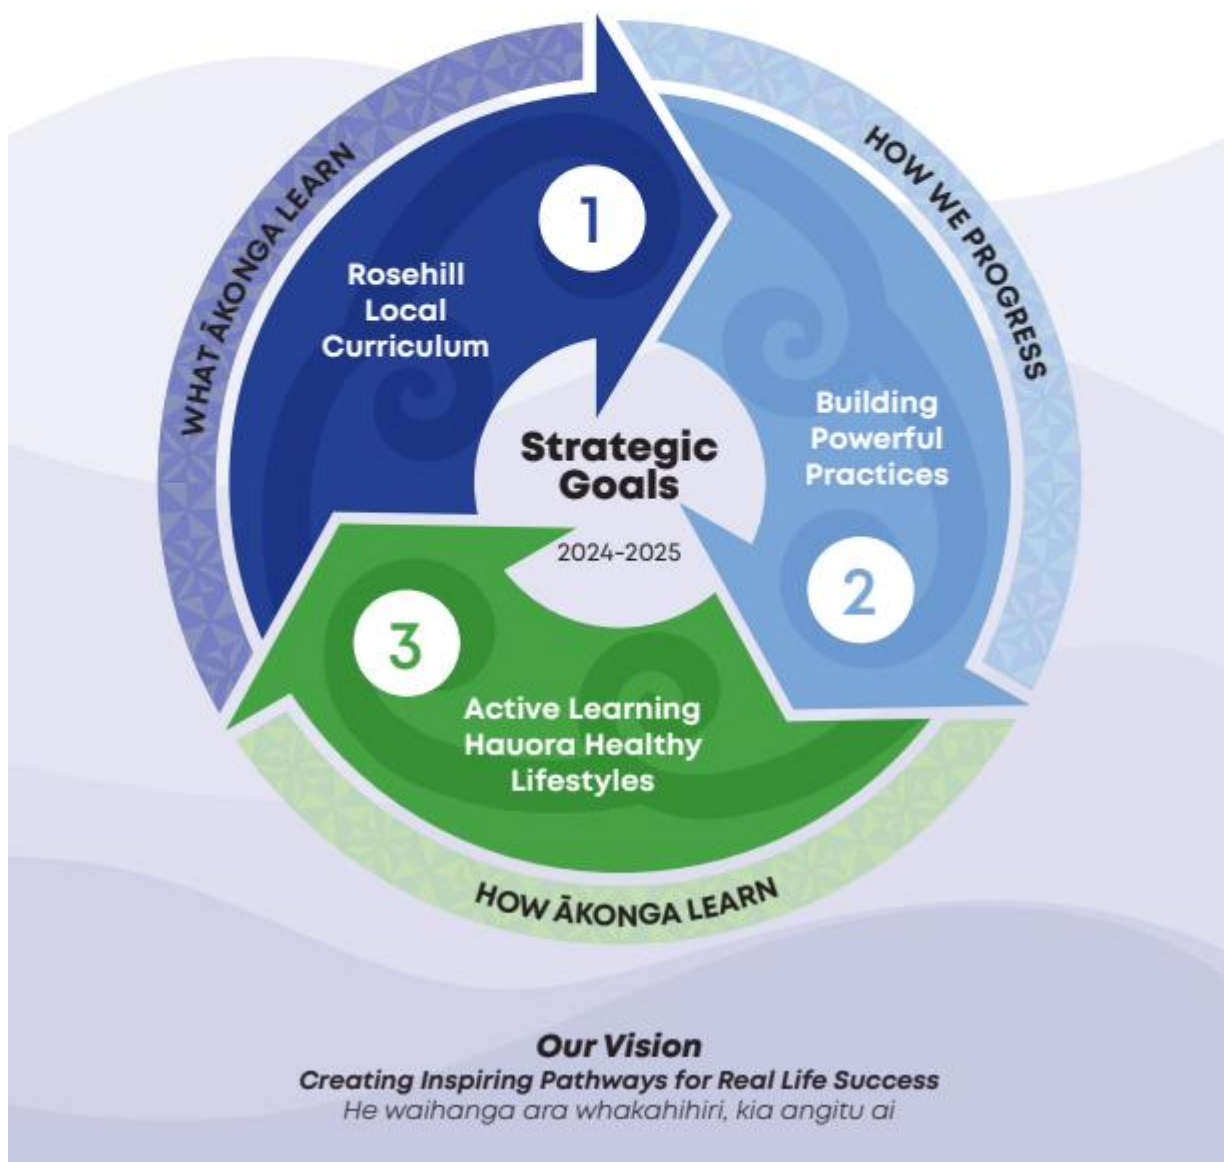 WHAT ĀKONGA LEARN
1
Rosehill
Local
Curriculum
HOW WE PROGRESS
Building
Powerful
Practices
2
Strategic
Goals
2024-2025
3
Active Learning
Hauora Healthy
Lifestyles
HOW ĀKONGA LEARN
Our Vision
Creating Inspiring Pathways for Real Life Success
He waihanga ara whakahihiri, kia angitu ai